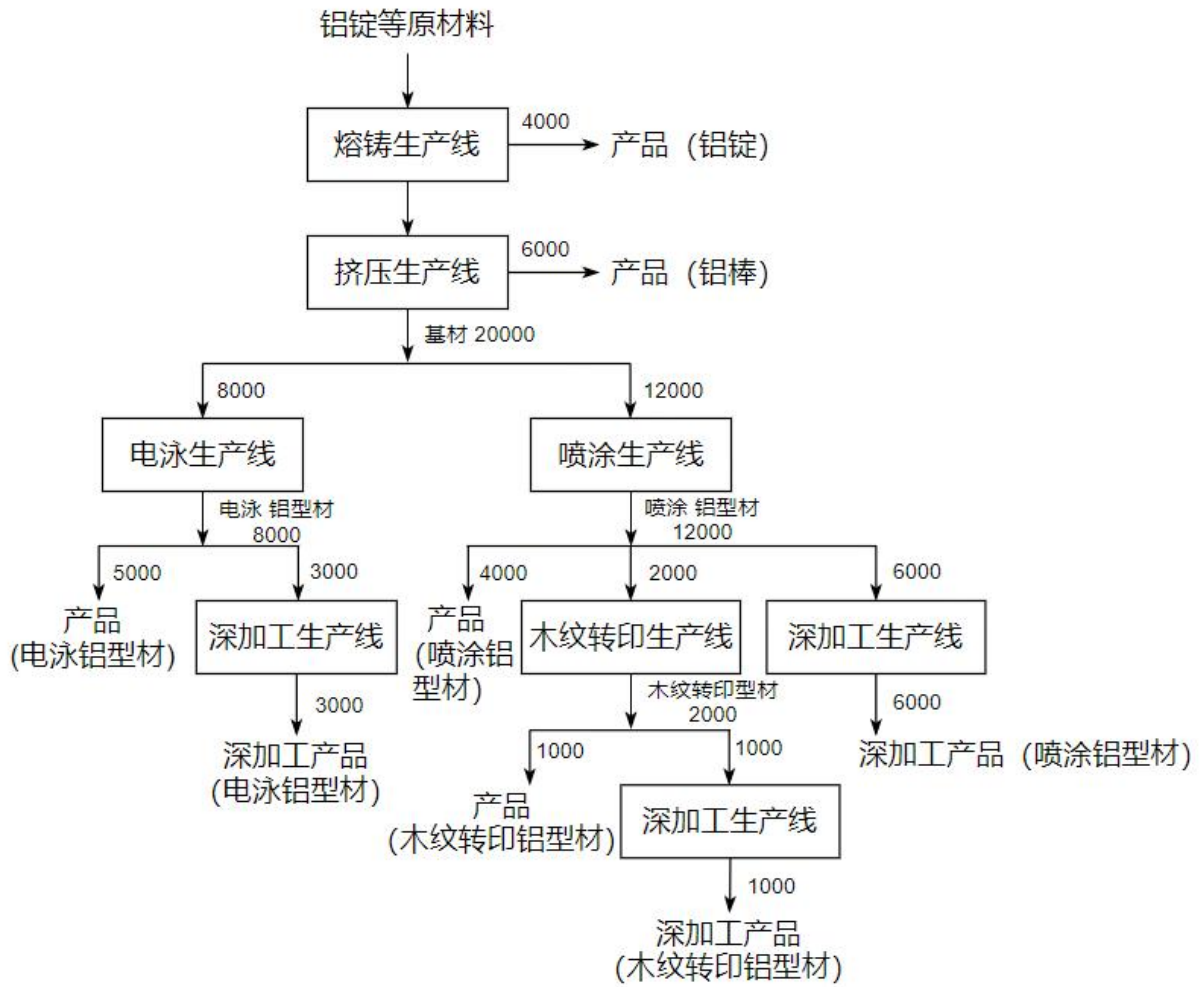 铝锭等原材料
熔铸生产线
4000
产品（铝锭）
挤压生产线
6000
产品（铝棒）
基材 20000
8000
12000
电泳生产线
喷涂生产线
电泳 铝型材
8000
喷涂 铝型材
12000
5000
3000
4000
2000
6000
产品
(电泳铝型材)
深加工生产线
产品
(喷涂铝
型材)
木纹转印生产线
深加工生产线
3000
木纹转印型材
2000
6000
深加工产品
(电泳铝型材)
1000
1000
深加工产品（喷涂铝型材）
产品
(木纹转印铝型材)
深加工生产线
1000
深加工产品
(木纹转印铝型材)